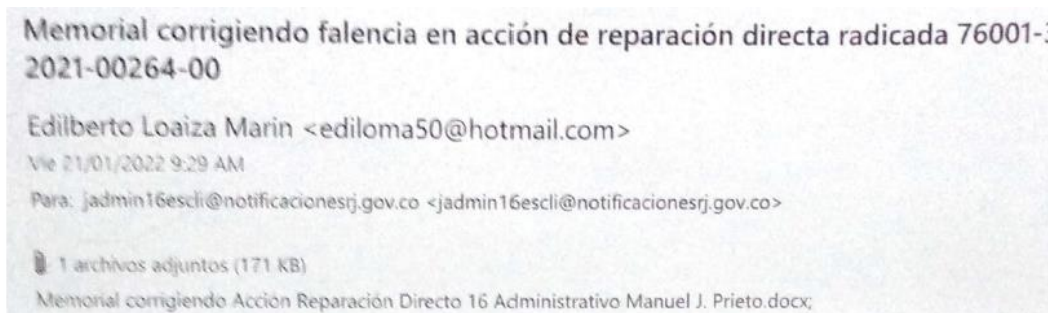 Memorial corrigiendo falencia en acción de reparación directa radicada 76001-
2021-00264-00
Edilberto Loaiza Marin <ediloma50@hotmail.com>
Vie 21/01/2022 9:29 AM
Para: jadmin16escli@notificacionesrj.gov.co <jadmin16escli@notificacionesrj.gov.co>
1 archivos adjuntos (171 KB)
Memorial corrigiendo Acción Reparación Directo 16 Administrativo Manuel J. Prieto.docx;